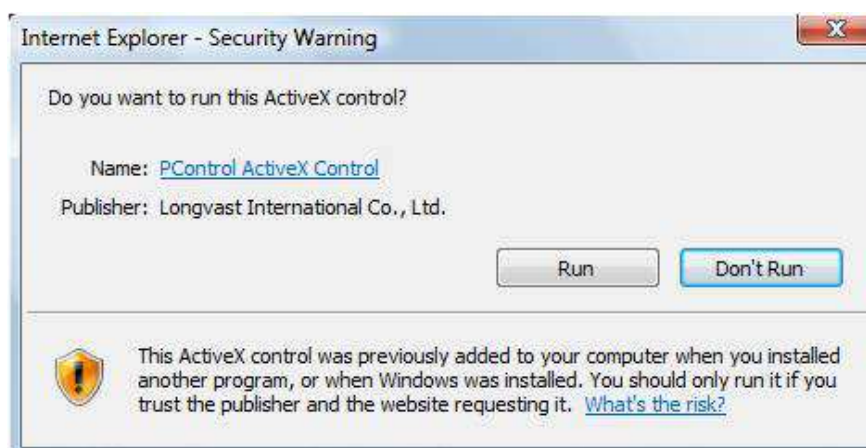 Internet Explorer - Security Warning
Do you want to run this ActiveX control?
Name: PControl ActiveX Control
Publisher: Longvast International Co., Ltd.
Run Don't Run
This ActiveX control was previously added to your computer when you installed
another program, or when Windows was installed. You should only run it if you
trust the publisher and the website requesting it. What's the risk?